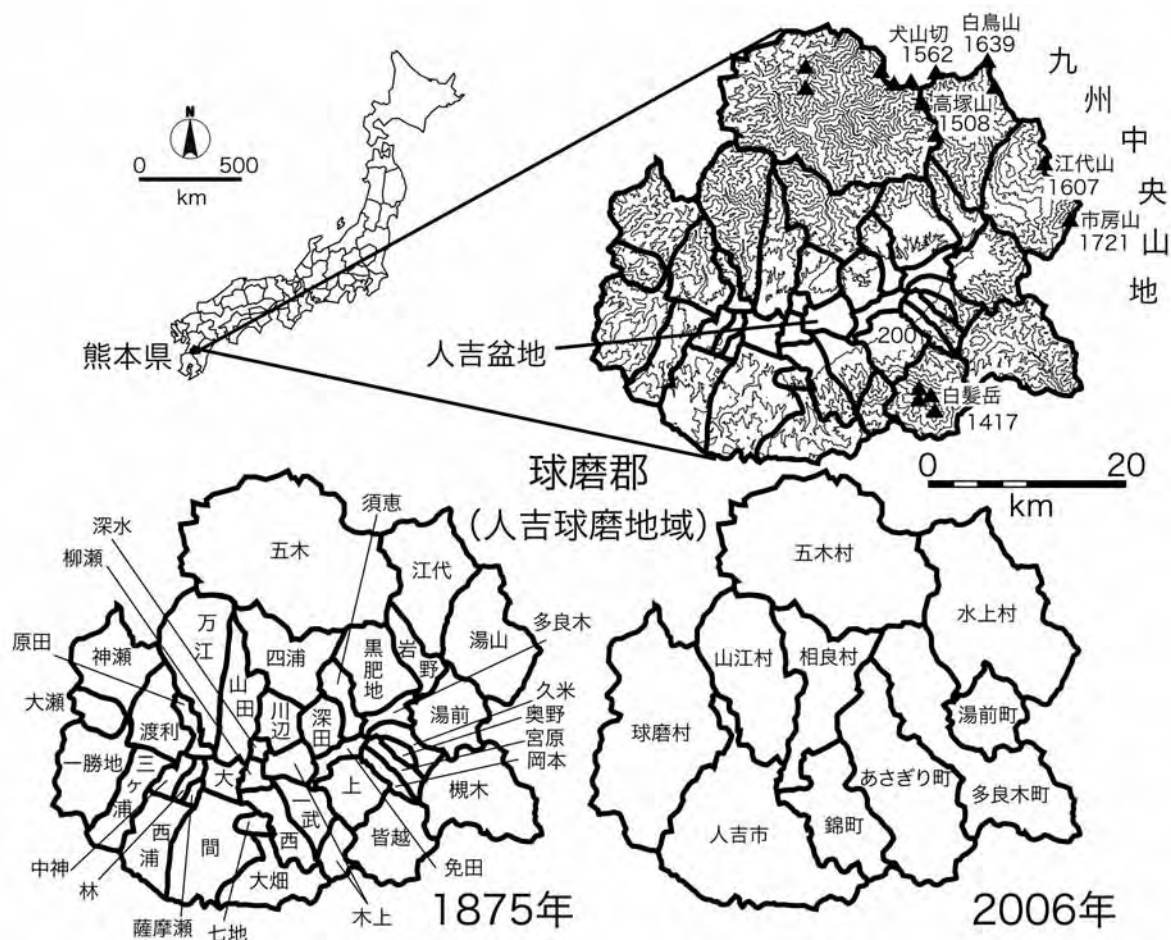 N
0 500
km
熊本県
犬山切
1562
白鳥山
1639
高塚山
1508
江代山
1607
市房山
1721
九州中央山地
人吉盆地
200
白髪岳
1417
0 20
km
球磨郡
（人吉球磨地域）
深水
柳瀬
原田
大瀬
須恵
五木
江代
湯山
多良木
万江
神瀬
四浦
黒肥地
岩野
山田
川辺
深田
湯前
久米
奥野
宮原
岡本
渡利
一勝地
三ヶ浦
大
上
槻木
西浦
間
一武
西
皆越
中神
林
薩摩瀬
七地
大畑
木上
免田
1875年
五木村
水上村
山江村
相良村
湯前町
球磨村
あさぎり町
多良木町
人吉市
錦町
2006年